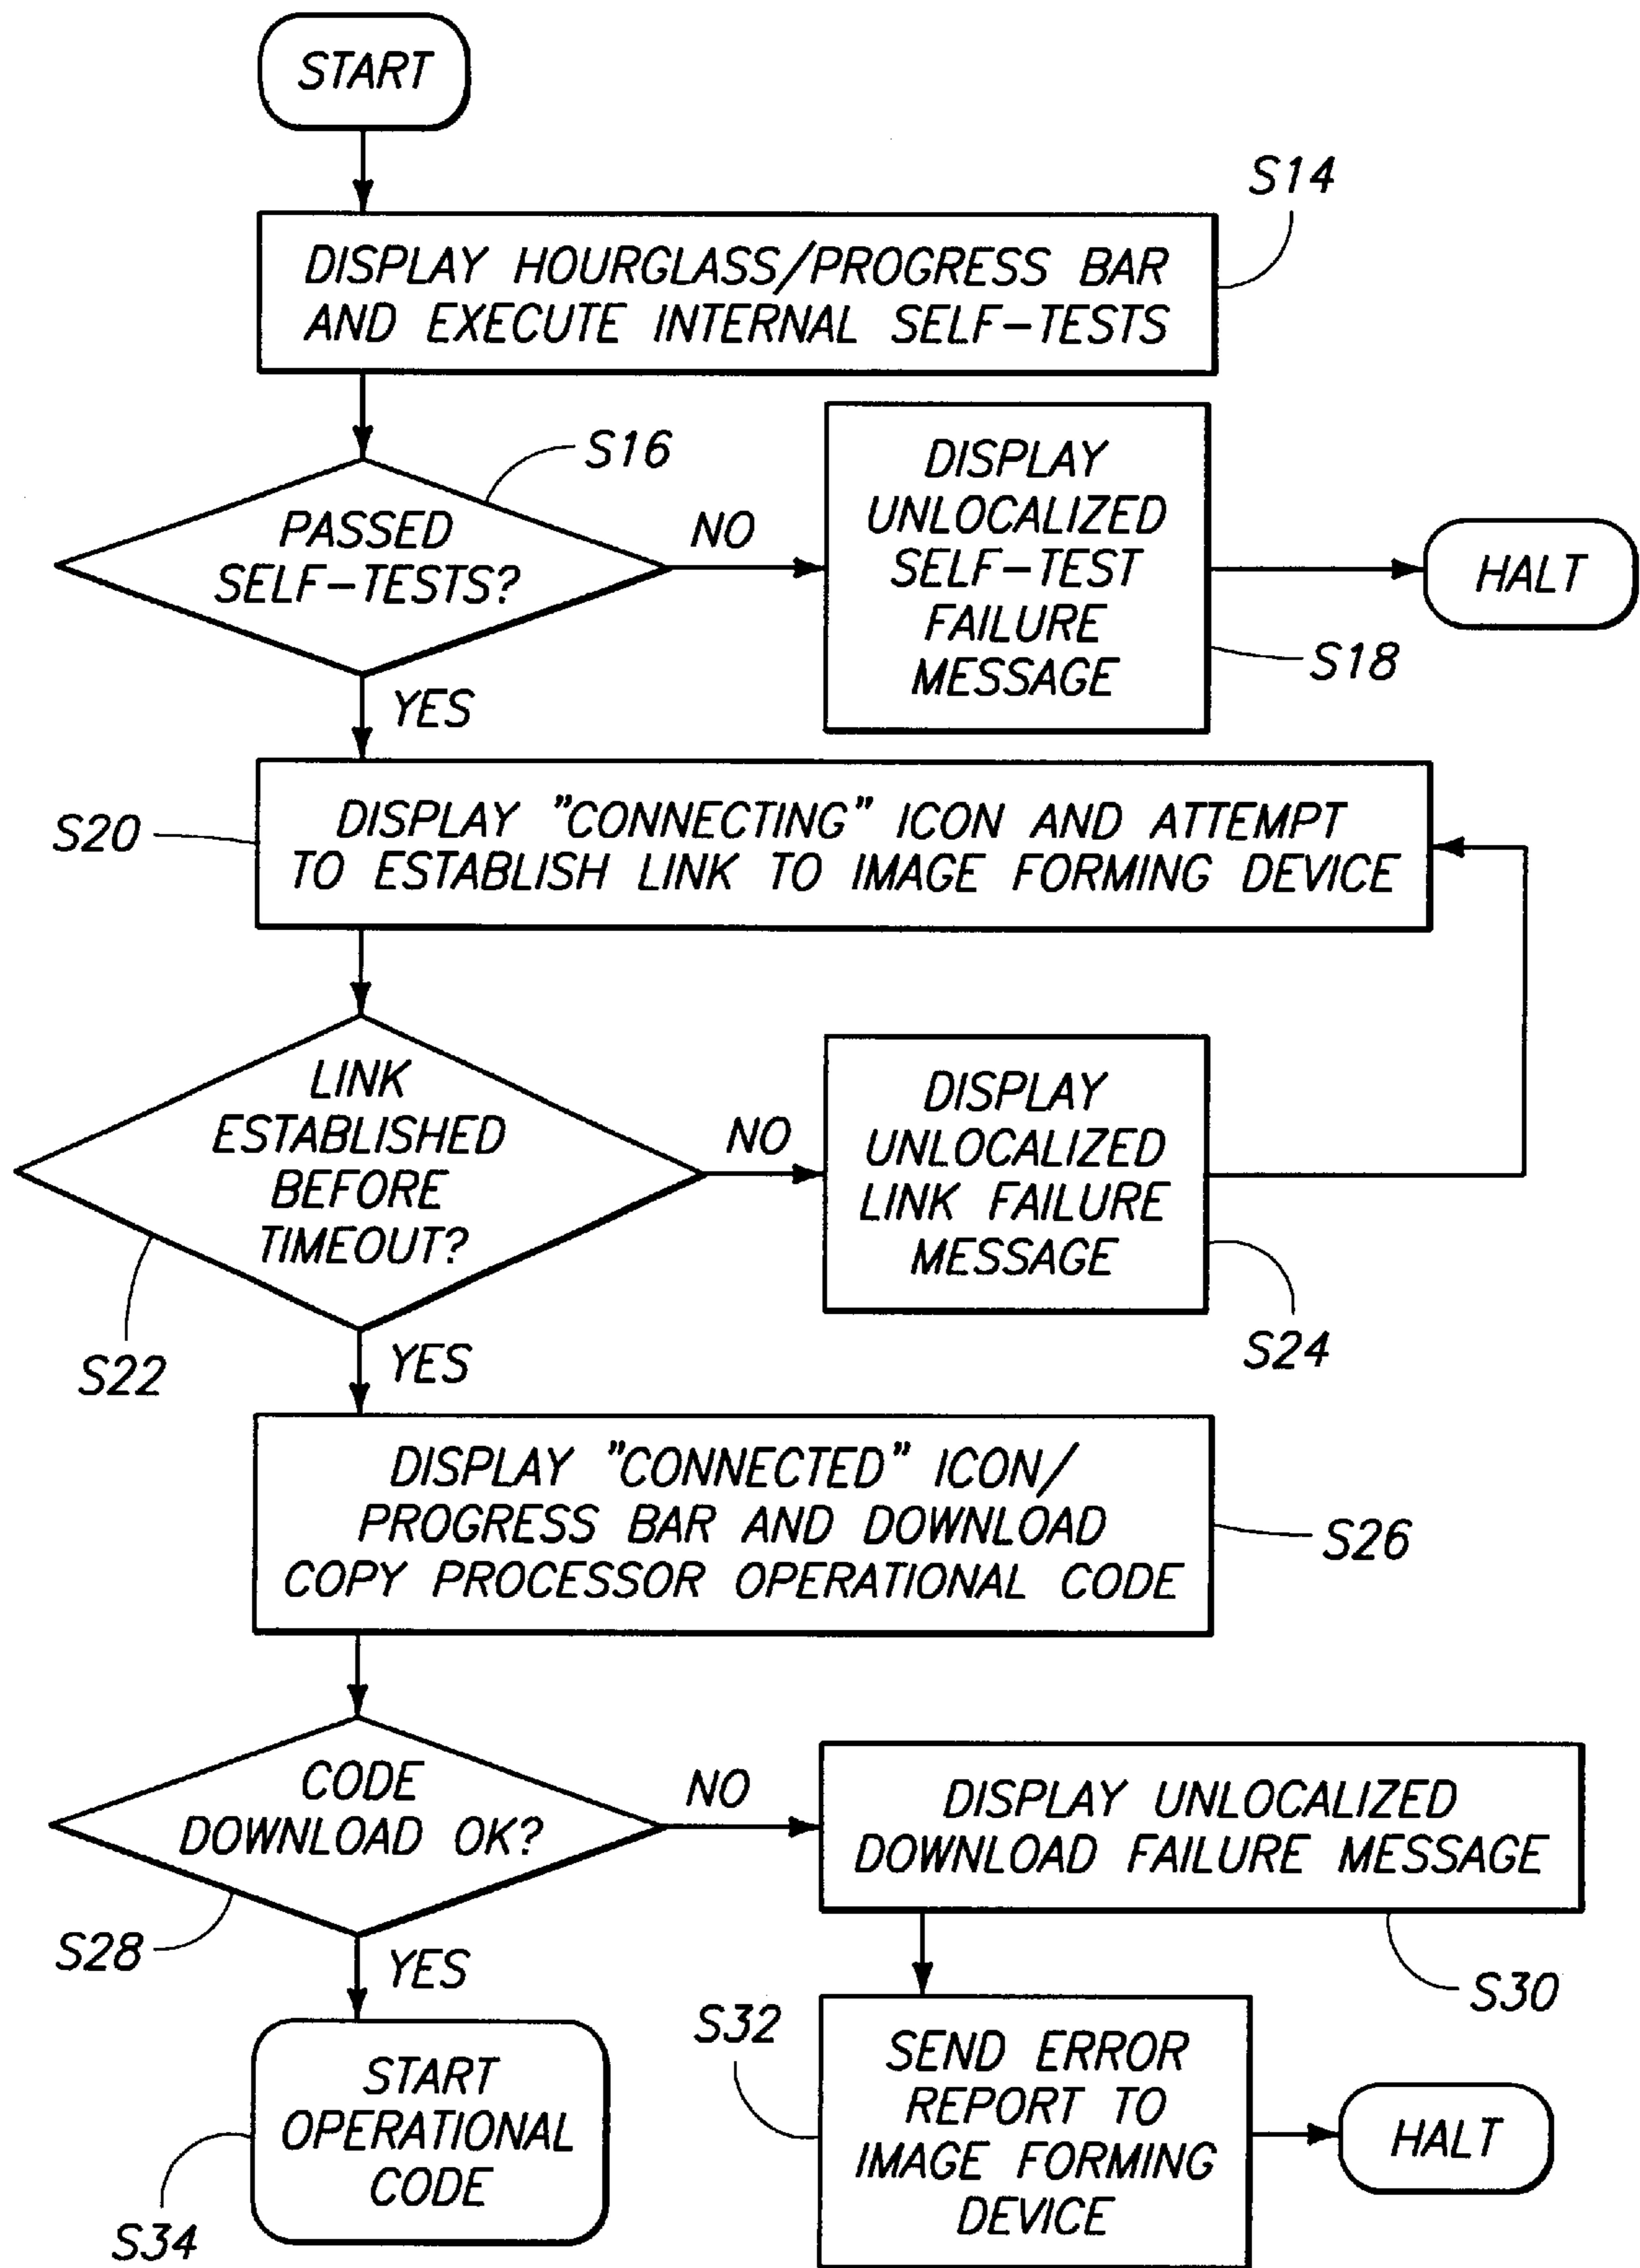 START
S14
DISPLAY HOURGLASS/PROGRESS BAR
AND EXECUTE INTERNAL SELF-TESTS
S16
PASSED
SELF-TESTS?
NO
DISPLAY
UNLOCALIZED
SELF-TEST
FAILURE
MESSAGE
S18
HALT
YES
S20
DISPLAY "CONNECTING" ICON AND ATTEMPT
TO ESTABLISH LINK TO IMAGE FORMING DEVICE
LINK
ESTABLISHED
BEFORE
TIMEOUT?
S22
NO
DISPLAY
UNLOCALIZED
LINK FAILURE
MESSAGE
S24
YES
DISPLAY "CONNECTED" ICON/
PROGRESS BAR AND DOWNLOAD
COPY PROCESSOR OPERATIONAL CODE
S26
CODE
DOWNLOAD OK?
S28
NO
DISPLAY UNLOCALIZED
DOWNLOAD FAILURE MESSAGE
S30
YES
START
OPERATIONAL
CODE
S34
S32
SEND ERROR
REPORT TO
IMAGE FORMING
DEVICE
HALT